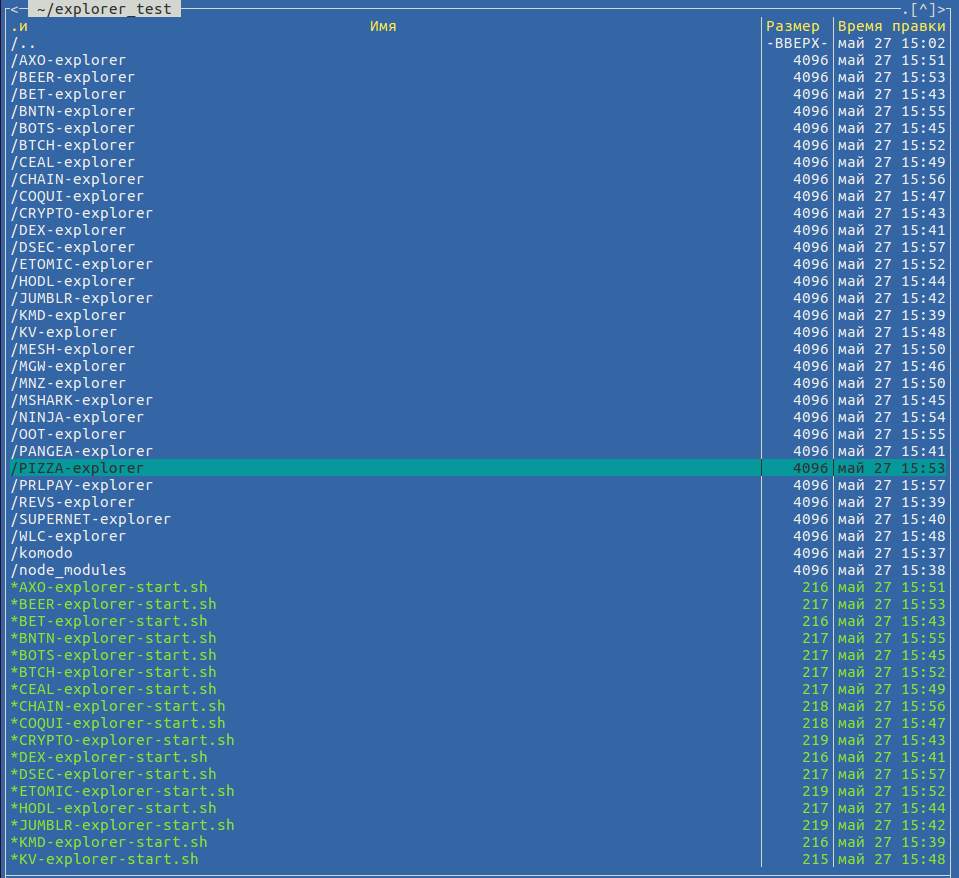 <─ ~/explorer_test .[^]>
.и Имя Размер Время правки
/.. -ВВЕРХ- май 27 15:02
/AXO-explorer 4096 май 27 15:51
/BEER-explorer 4096 май 27 15:53
/BET-explorer 4096 май 27 15:43
/BNTN-explorer 4096 май 27 15:55
/BOTS-explorer 4096 май 27 15:45
/BTCH-explorer 4096 май 27 15:52
/CEAL-explorer 4096 май 27 15:49
/CHAIN-explorer 4096 май 27 15:56
/COQUI-explorer 4096 май 27 15:47
/CRYPTO-explorer 4096 май 27 15:43
/DEX-explorer 4096 май 27 15:41
/DSEC-explorer 4096 май 27 15:57
/ETOMIC-explorer 4096 май 27 15:52
/HODL-explorer 4096 май 27 15:44
/JUMBLR-explorer 4096 май 27 15:42
/KMD-explorer 4096 май 27 15:39
/KV-explorer 4096 май 27 15:48
/MESH-explorer 4096 май 27 15:50
/MGW-explorer 4096 май 27 15:46
/MNZ-explorer 4096 май 27 15:50
/MSHARK-explorer 4096 май 27 15:45
/NINJA-explorer 4096 май 27 15:54
/OOT-explorer 4096 май 27 15:55
/PANGEA-explorer 4096 май 27 15:41
/PIZZA-explorer 4096 май 27 15:53
/PRLPAY-explorer 4096 май 27 15:57
/REVS-explorer 4096 май 27 15:39
/SUPERNET-explorer 4096 май 27 15:40
/WLC-explorer 4096 май 27 15:48
/komodo 4096 май 27 15:37
/node_modules 4096 май 27 15:38
*AXO-explorer-start.sh 216 май 27 15:51
*BEER-explorer-start.sh 217 май 27 15:53
*BET-explorer-start.sh 216 май 27 15:43
*BNTN-explorer-start.sh 217 май 27 15:55
*BOTS-explorer-start.sh 217 май 27 15:45
*BTCH-explorer-start.sh 217 май 27 15:52
*CEAL-explorer-start.sh 217 май 27 15:49
*CHAIN-explorer-start.sh 218 май 27 15:56
*COQUI-explorer-start.sh 218 май 27 15:47
*CRYPTO-explorer-start.sh 219 май 27 15:43
*DEX-explorer-start.sh 216 май 27 15:41
*DSEC-explorer-start.sh 217 май 27 15:57
*ETOMIC-explorer-start.sh 219 май 27 15:52
*HODL-explorer-start.sh 217 май 27 15:44
*JUMBLR-explorer-start.sh 219 май 27 15:42
*KMD-explorer-start.sh 216 май 27 15:39
*KV-explorer-start.sh 215 май 27 15:48